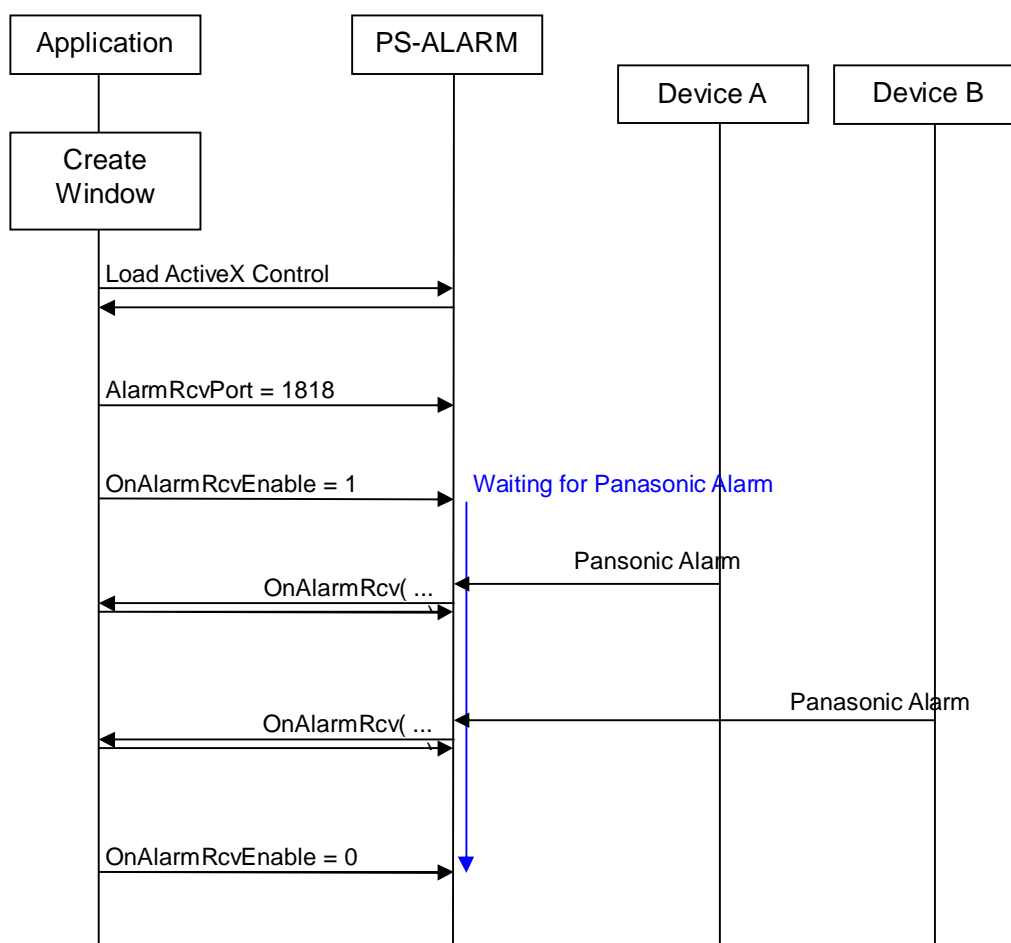 Application
PS-ALARM
Device A
Device B
Create
Window
Load ActiveX Control
AlarmRcvPort = 1818
OnAlarmRcvEnable = 1
Waiting for Panasonic Alarm
Pansonic Alarm
OnAlarmRcv( ...
Panasonic Alarm
OnAlarmRcv( ...
OnAlarmRcvEnable = 0